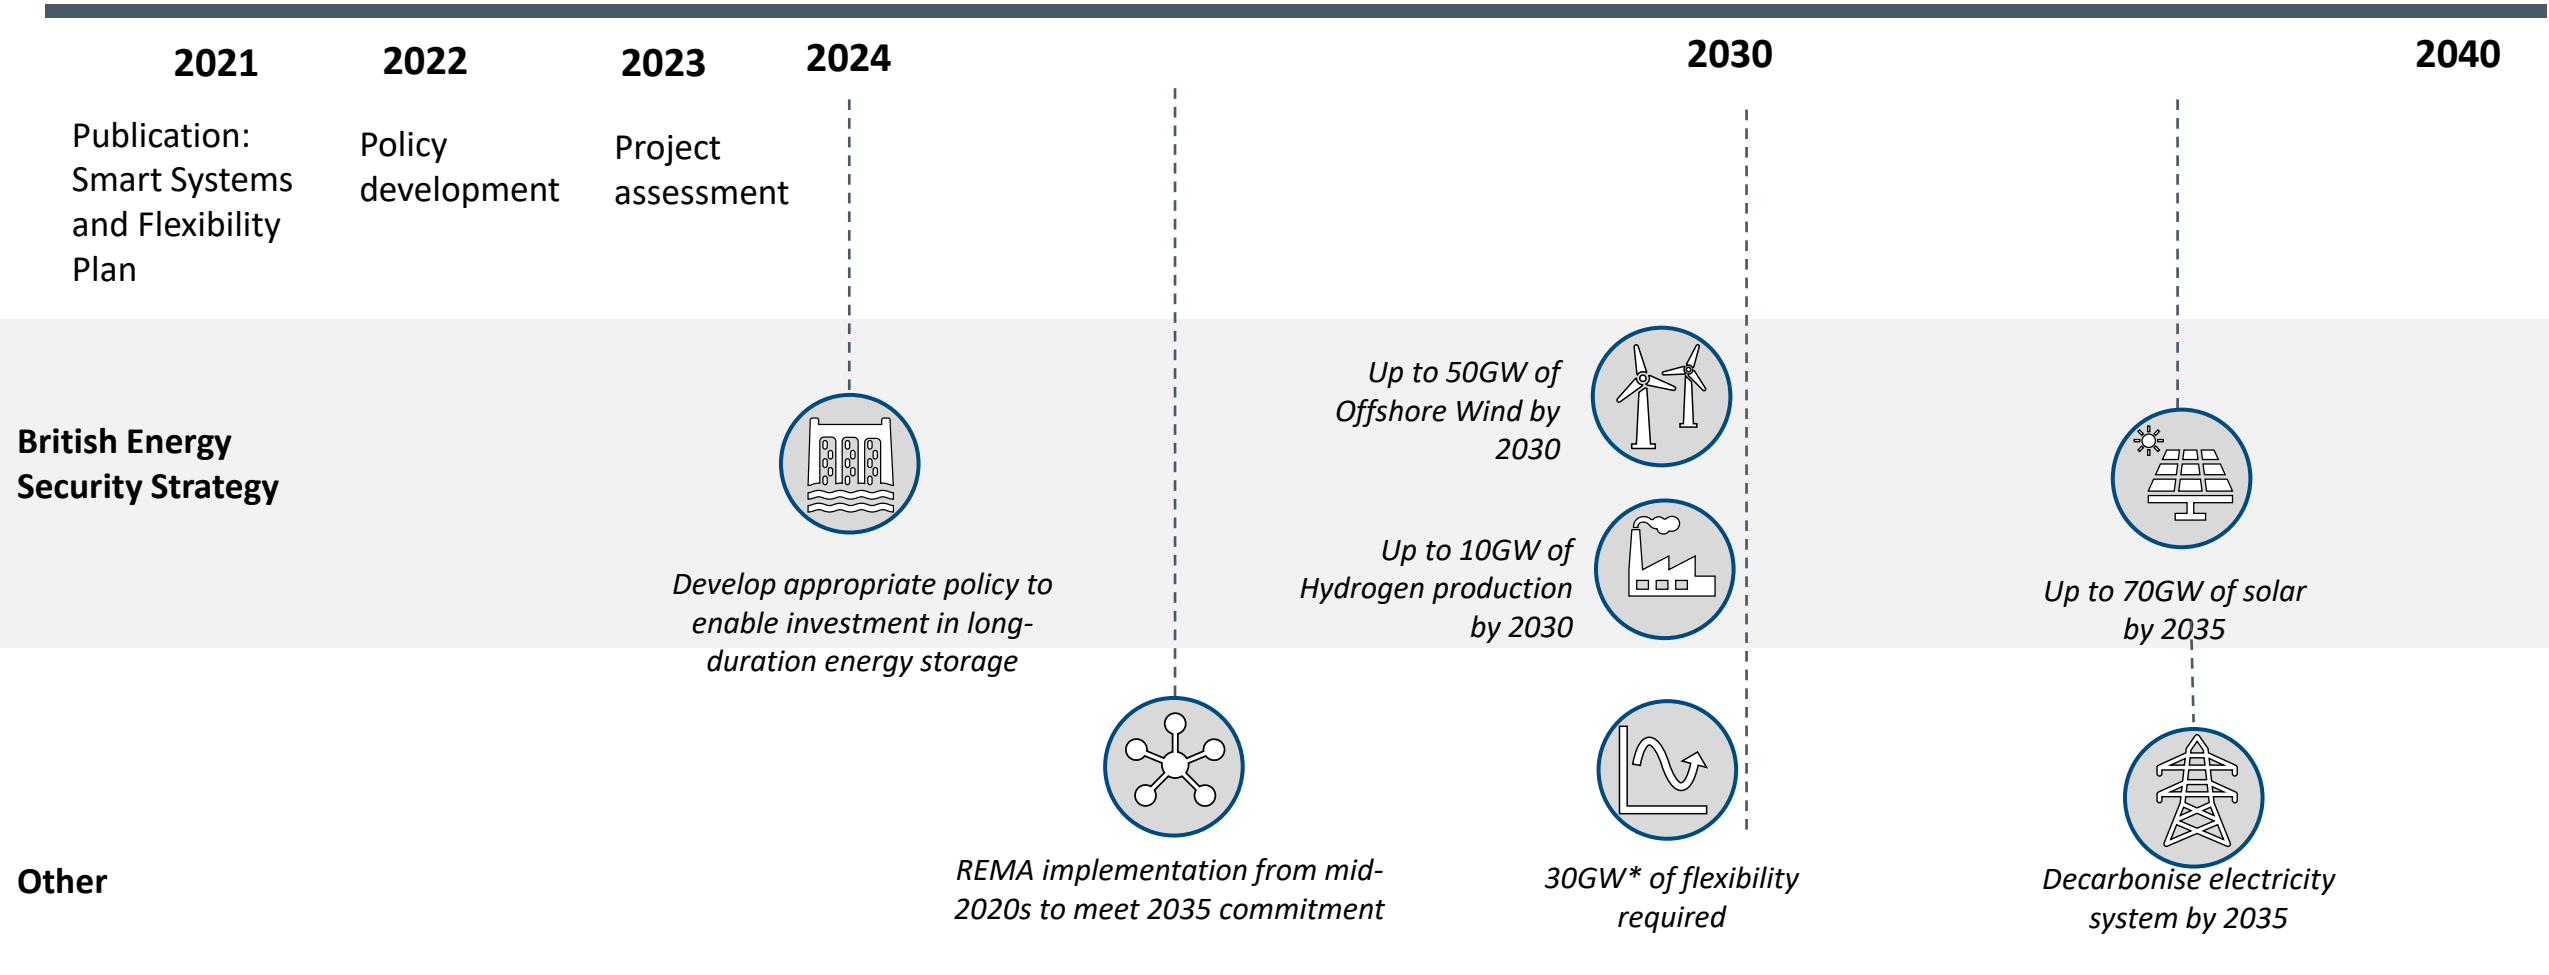 2021
2022
2023
2024
2030
2040
Publication:
Smart Systems
and Flexibility
Plan
Policy
development
Project
assessment
British Energy
Security Strategy
Develop appropriate policy to
enable investment in long-
duration energy storage
Up to 50GW of
Offshore Wind by
2030
Up to 10GW of
Hydrogen production
by 2030
Up to 70GW of solar
by 2035
Other
REMA implementation from mid-
2020s to meet 2035 commitment
30GW* of flexibility
required
Decarbonise electricity
system by 2035